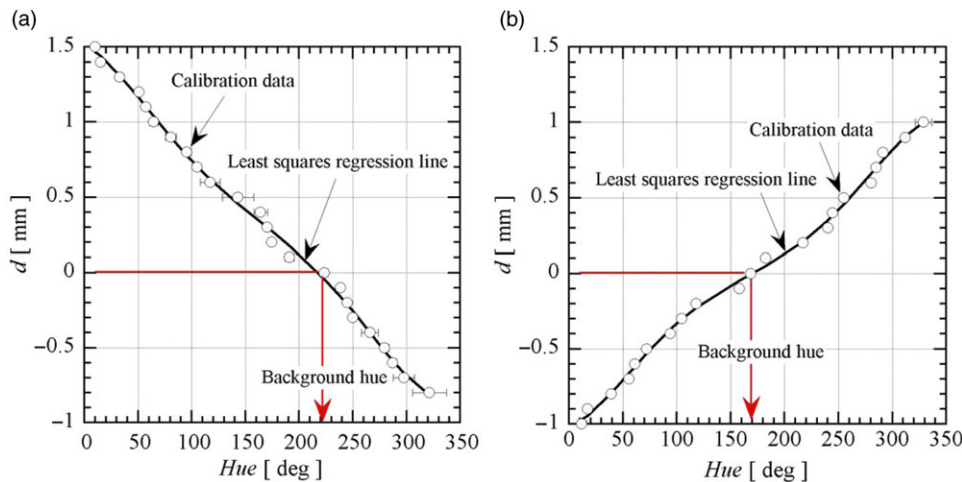 (a)
1.5
1
0.5
0
−0.5
−1
d [ mm ]
Calibration data
Least squares regression line
Background hue
0 50 100 150 200 250 300 350
Hue [ deg ]
(b)
1.5
1
0.5
0
−0.5
−1
d [ mm ]
Calibration data
Least squares regression line
Background hue
0 50 100 150 200 250 300 350
Hue [ deg ]